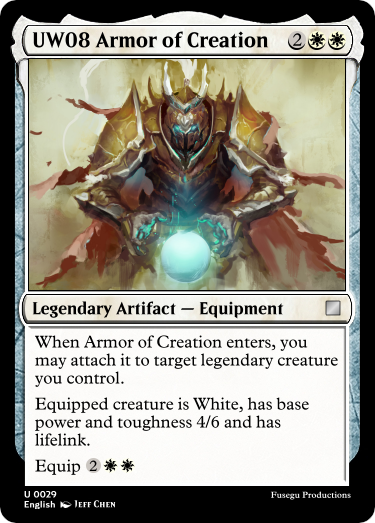 UW08 Armor of Creation 2
Legendary Artifact — Equipment
When Armor of Creation enters, you
may attach it to target legendary creature
you control.
Equipped creature is White, has base
power and toughness 4/6 and has
lifelink.
Equip 2
U 0029
Fusegu Productions
English Jeff Chen